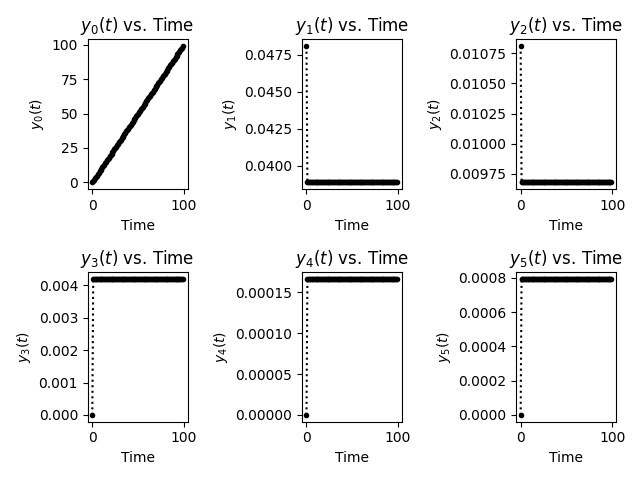 y₀(t) vs. Time
y₁(t) vs. Time
y₂(t) vs. Time
y₀(t)
100
75
50
25
0
y₁(t)
0.0475
0.0450
0.0425
0.0400
y₂(t)
0.01075
0.01050
0.01025
0.01000
0.00975
0 100
0 100
0 100
Time
Time
Time
y₃(t) vs. Time
y₄(t) vs. Time
y₅(t) vs. Time
y₃(t)
0.004
0.003
0.002
0.001
0.000
y₄(t)
0.00015
0.00010
0.00005
0.00000
y₅(t)
0.0008
0.0006
0.0004
0.0002
0.0000
0 100
0 100
0 100
Time
Time
Time